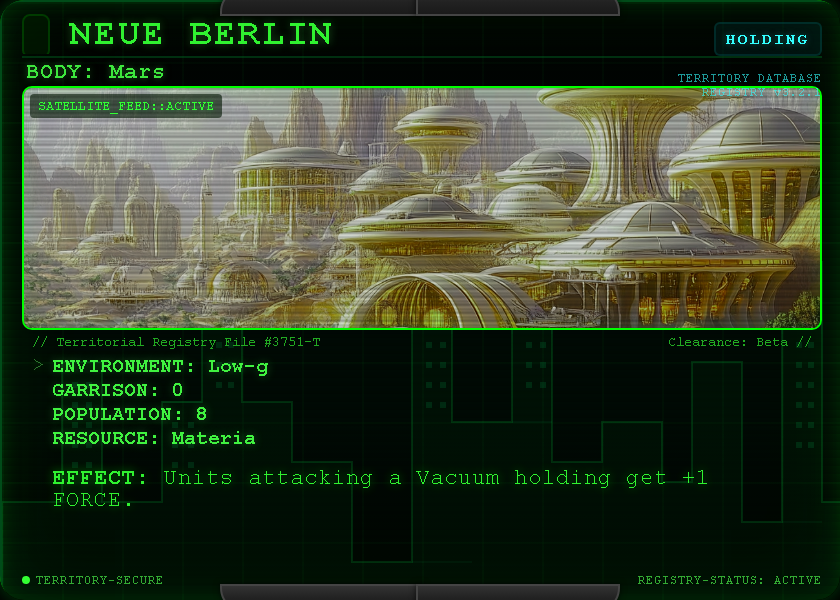 NEUE BERLIN
HOLDING
BODY: Mars
TERRITORY DATABASE
REGISTRY
SATELLITE_FEED::ACTIVE
// Territorial Registry File #3751-T
Clearance: Beta //
> ENVIRONMENT: Low-g
GARRISON: 0
POPULATION: 8
RESOURCE: Materia
EFFECT: Units attacking a Vacuum holding get +1
FORCE.
TERRITORY-SECURE
REGISTRY-STATUS: ACTIVE